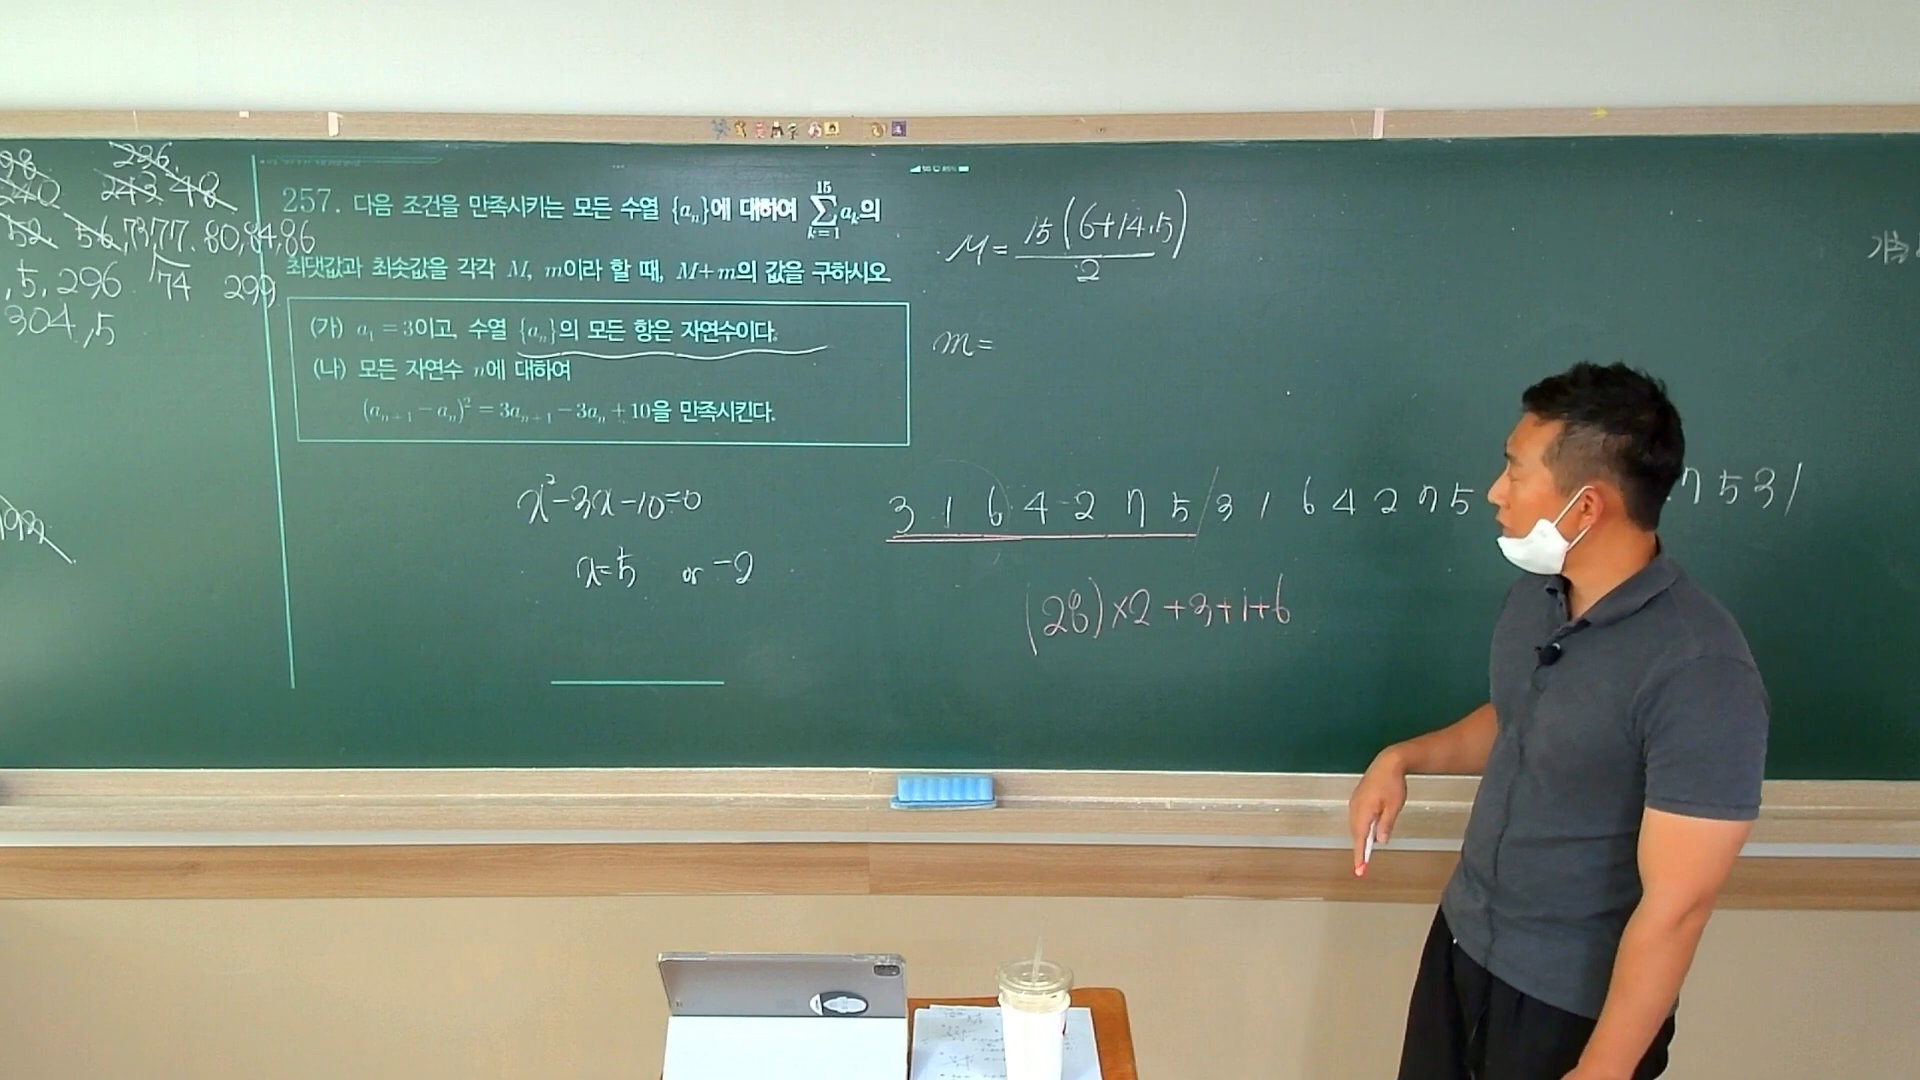 226
98
240 243 48
52 56, 73, 77. 80, 84, 86
, 5, 296 74 299
304, 5
257. 다음 조건을 만족시키는 모든 수열 {aₙ}에 대하여 ∑ₖ₌₁¹⁵ aₖ의
최댓값과 최솟값을 각각 M, m이라 할 때, M+m의 값을 구하시오
(가) a₁ = 3이고, 수열 {aₙ}의 모든 항은 자연수이다.
(나) 모든 자연수 n에 대하여
(aₙ₊₁ − aₙ)² = 3aₙ₊₁ − 3aₙ + 10을 만족시킨다.
x²-3x-10=0
x=5 or -2
M = 15(6+14.5)/2
m =
3 1 6 4 2 7 5 / 3 1 6 4 2 7 5 7 5 3 1
(28)×2 +3+1+6